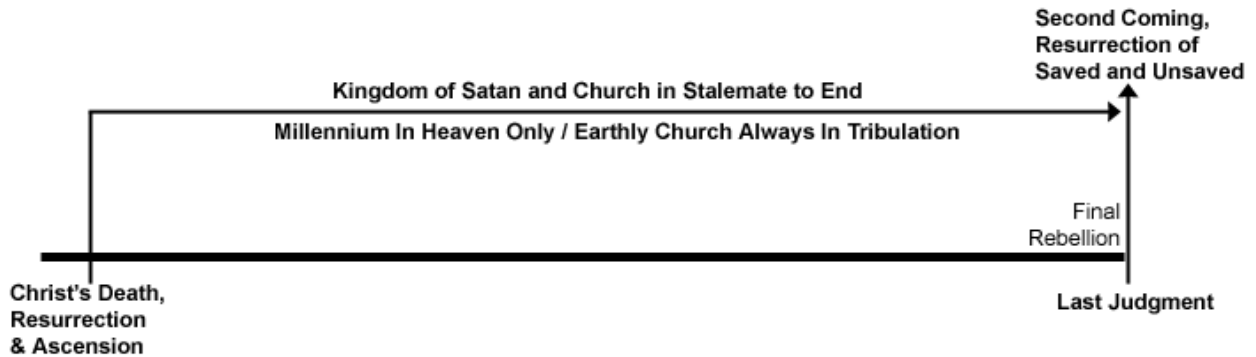 Second Coming,
Resurrection of
Saved and Unsaved
Kingdom of Satan and Church in Stalemate to End
Millennium In Heaven Only / Earthly Church Always In Tribulation
Final
Rebellion
Christ's Death,
Resurrection
& Ascension
Last Judgment